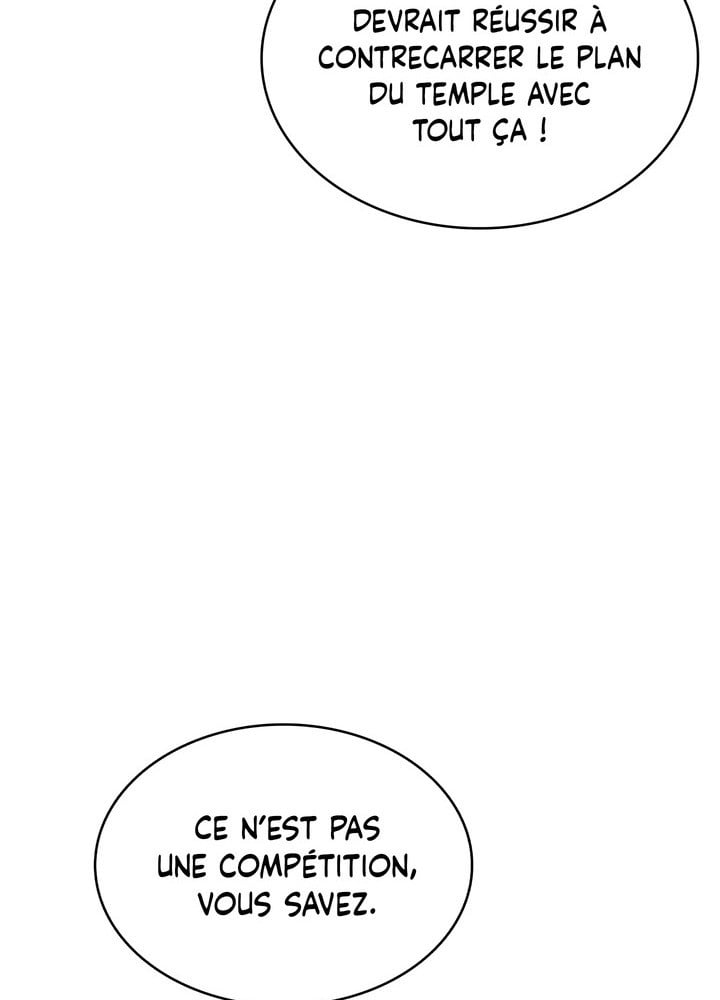 DEVRAIT RÉUSSIR À
CONTRECARRER LE PLAN
DU TEMPLE AVEC
TOUT ÇA !
CE N'EST PAS
UNE COMPÉTITION,
VOUS SAVEZ.